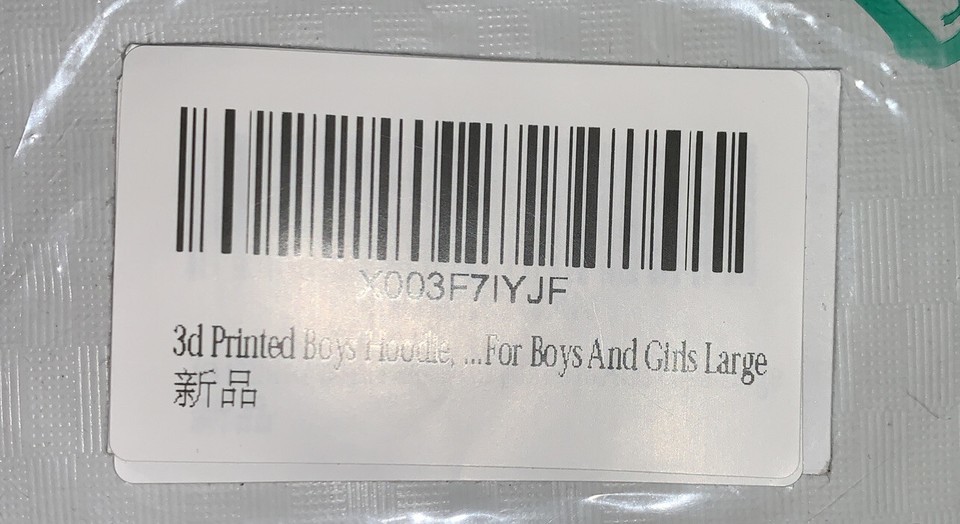 X003F7IYJF
3d Printed Boys Hoodie, ...For Boys And Girls Large
新品